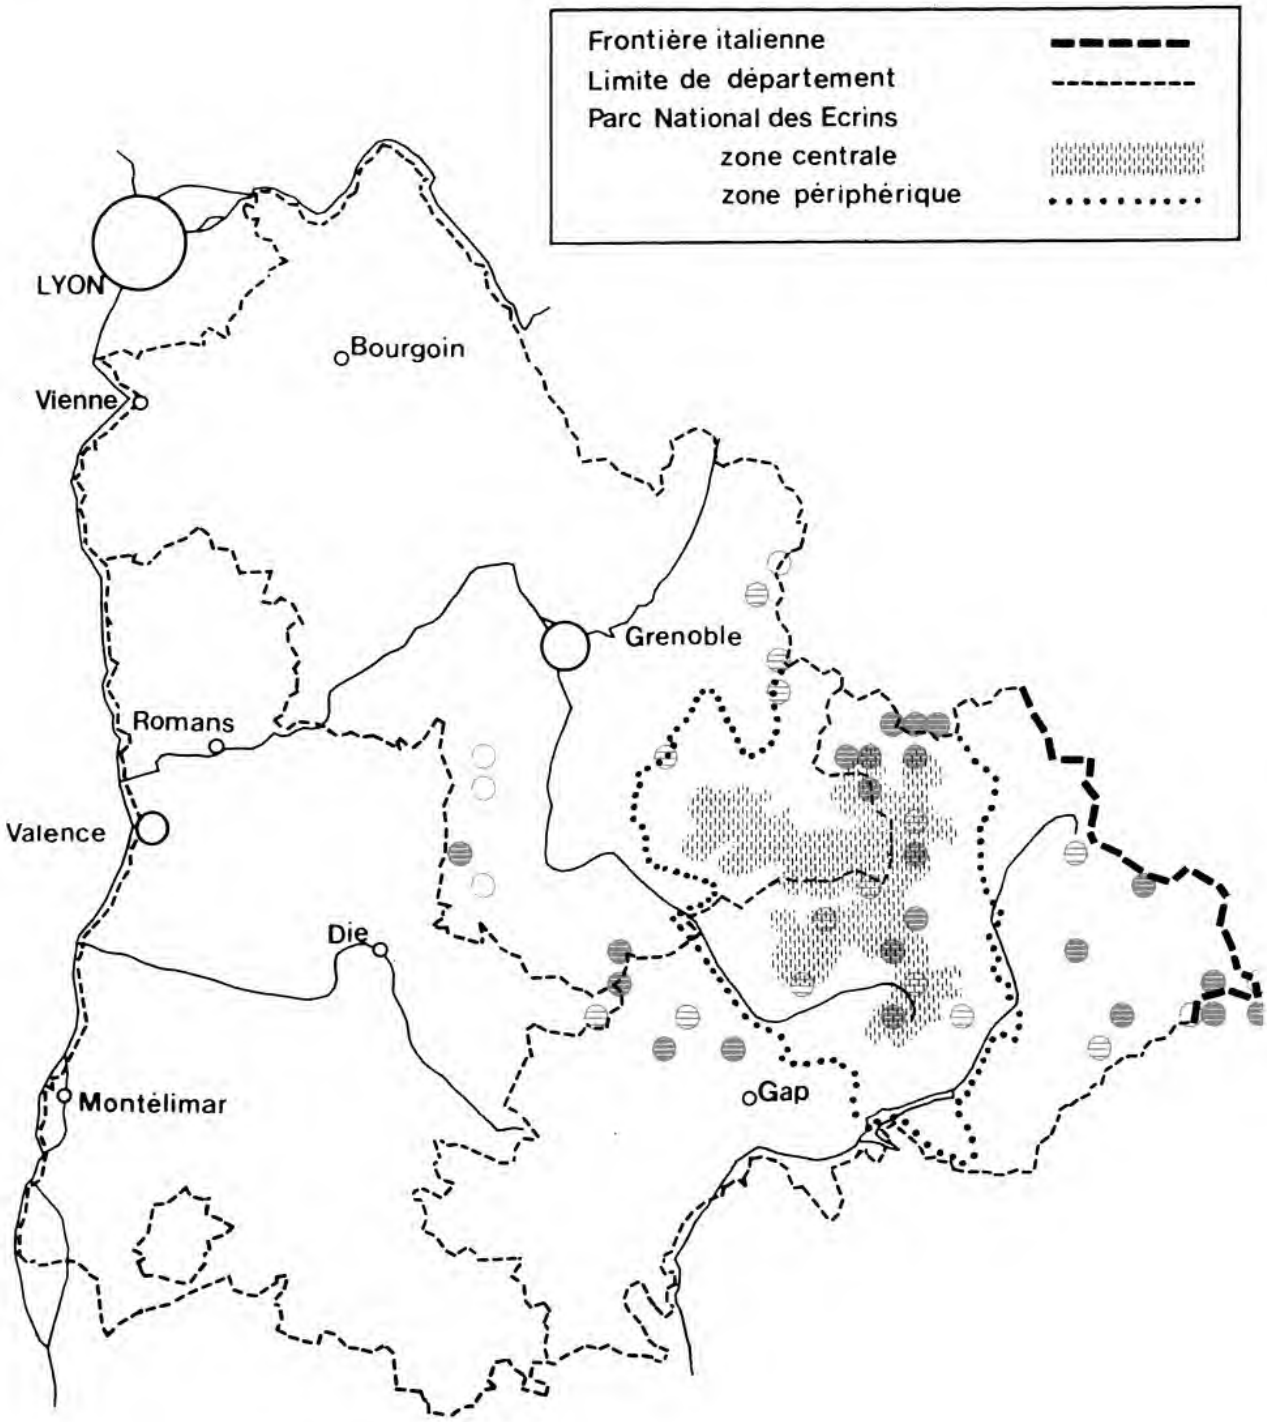 Frontière italienne
Limite de département
Parc National des Ecrins
zone centrale
zone périphérique
LYON
Bourgoin
Vienne
Grenoble
Romans
Valence
Die
Montélimar
Gap